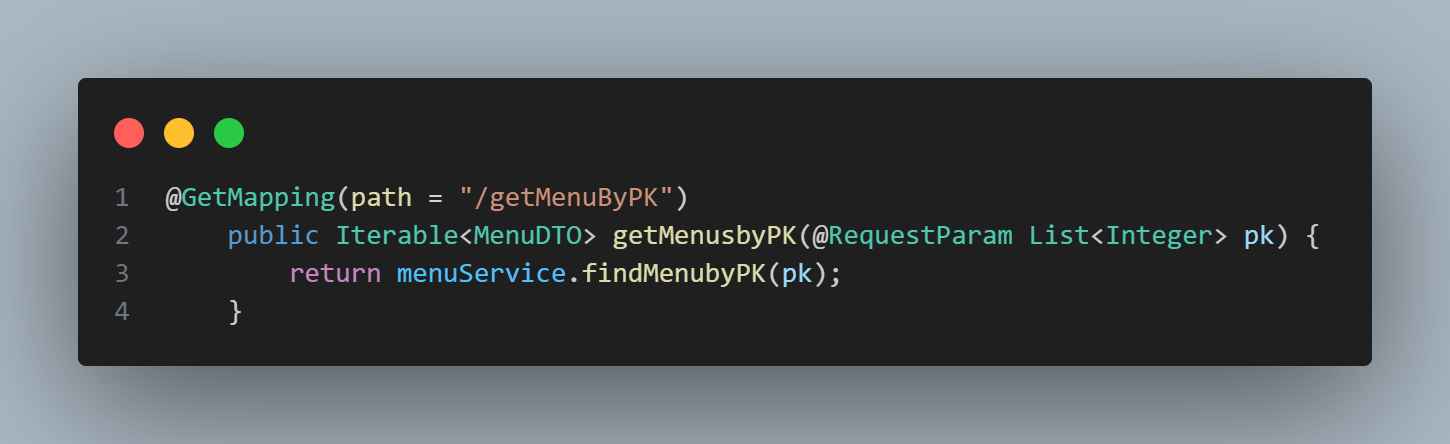 1 @GetMapping(path = "/getMenuByPK")
2     public Iterable<MenuDTO> getMenusbyPK(@RequestParam List<Integer> pk) {
3         return menuService.findMenubyPK(pk);
4     }